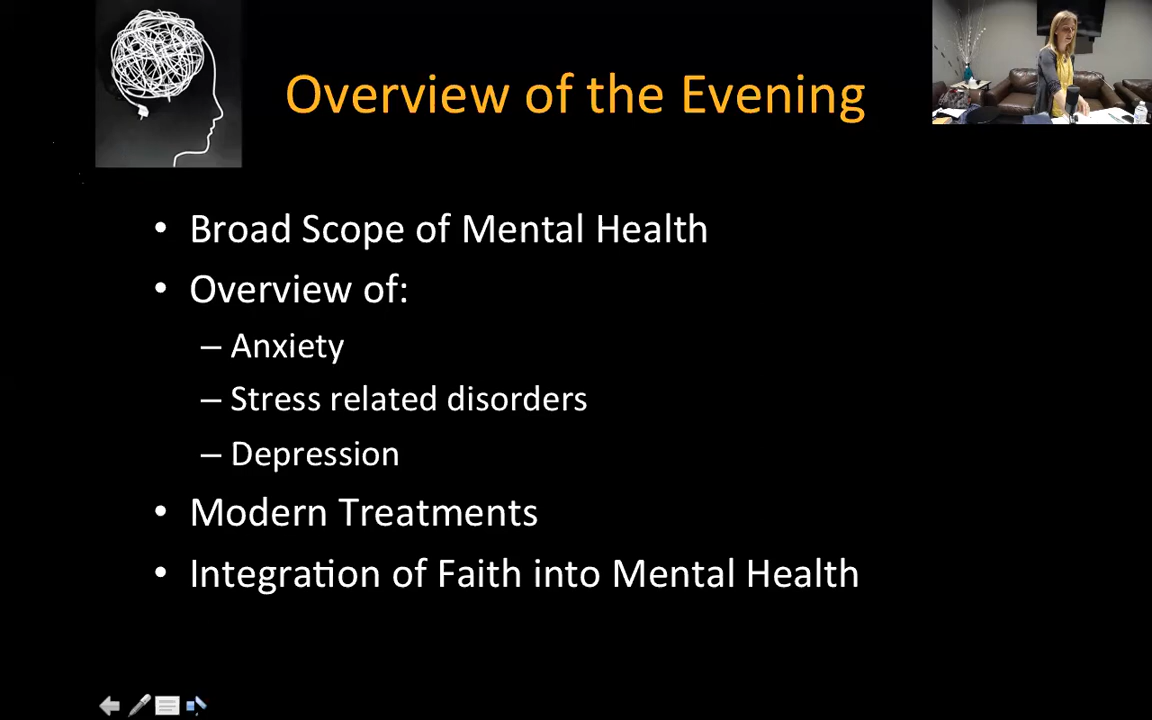 Overview of the Evening
• Broad Scope of Mental Health
• Overview of:
– Anxiety
– Stress related disorders
– Depression
• Modern Treatments
• Integration of Faith into Mental Health